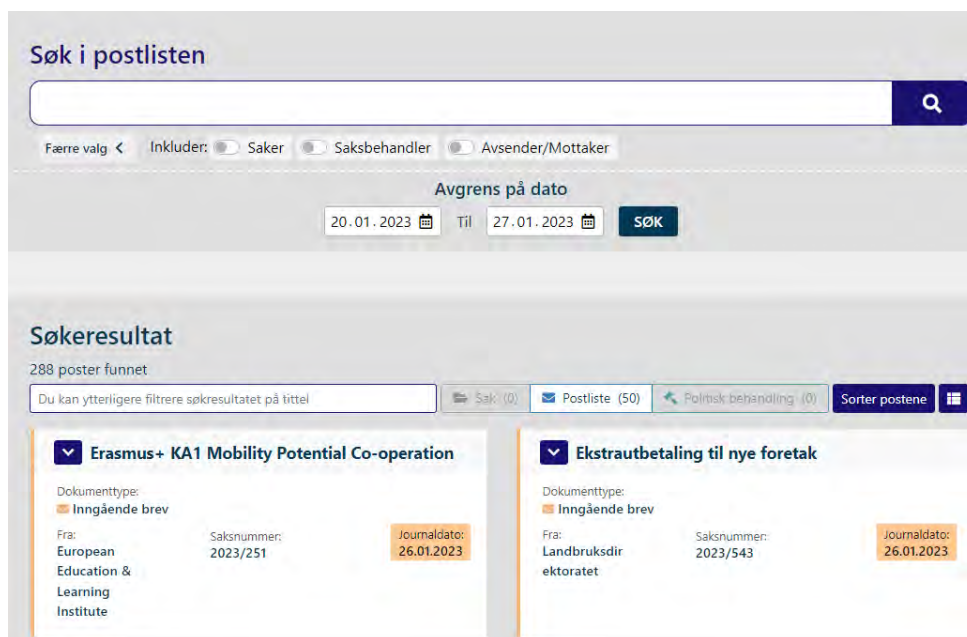 Søk i postlisten
Færre valg
Inkluder: Saker Saksbehandler Avsender/Mottaker
Avgrens på dato
20.01.2023 Til 27.01.2023 SØK
Søkeresultat
288 poster funnet
Du kan ytterligere filtrere søkeresultatet på tittel
Sak (0) Postliste (50) Politisk behandling (0) Sorter postene
Erasmus+ KA1 Mobility Potential Co-operation
Dokumenttype:
Inngående brev
Fra:
European
Education &
Learning
Institute
Saksnummer:
2023/251
Journaldato:
26.01.2023
Ekstrautbetaling til nye foretak
Dokumenttype:
Inngående brev
Fra:
Landbruksdir
ektoratet
Saksnummer:
2023/543
Journaldato:
26.01.2023